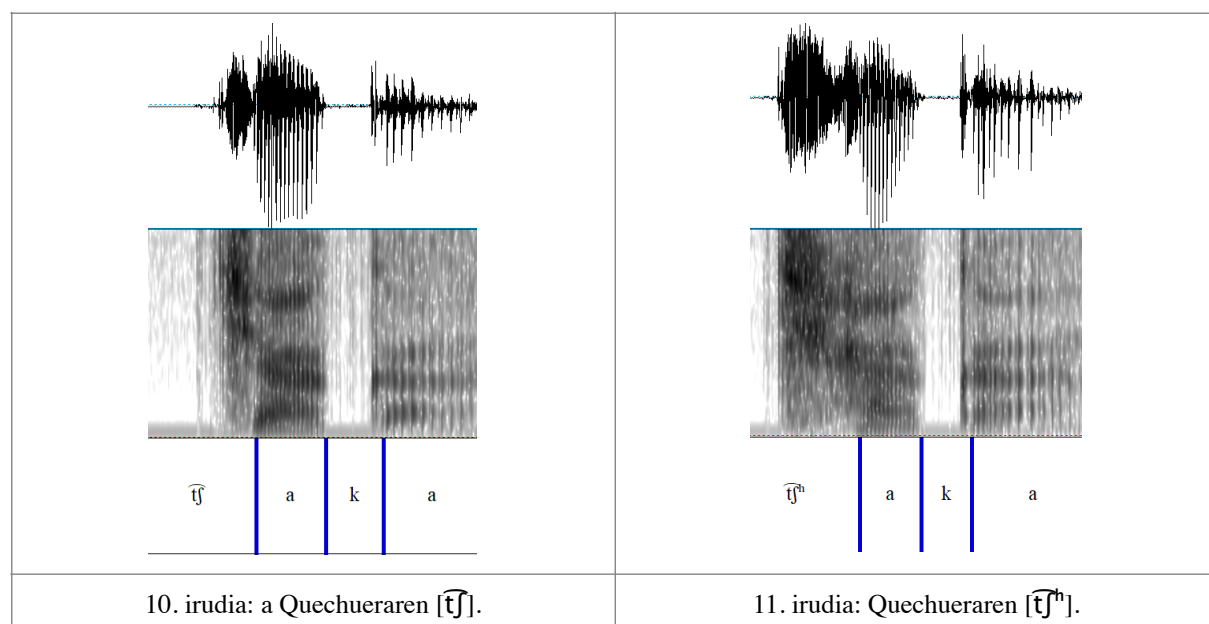 t͡ʃ a k a
t͡ʃʰ a k a
10. irudia: a Quechueraren [t͡ʃ].
11. irudia: Quechueraren [t͡ʃʰ].